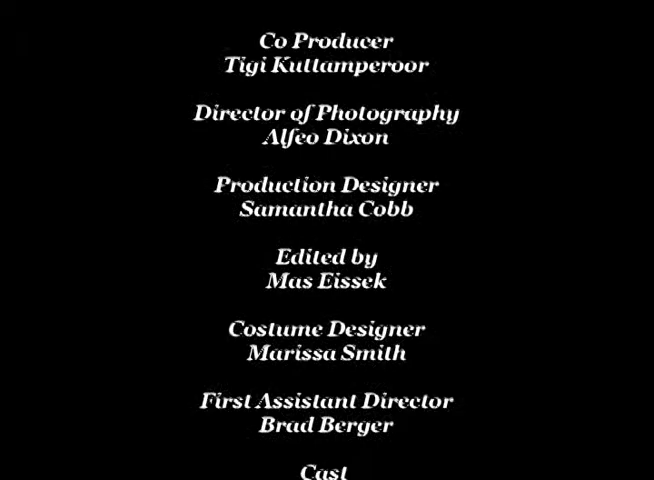 Co Producer
Tigi Kuttamperoor
Director of Photography
Alfeo Dixon
Production Designer
Samantha Cobb
Edited by
Mas Eissek
Costume Designer
Marissa Smith
First Assistant Director
Brad Berger
Cast